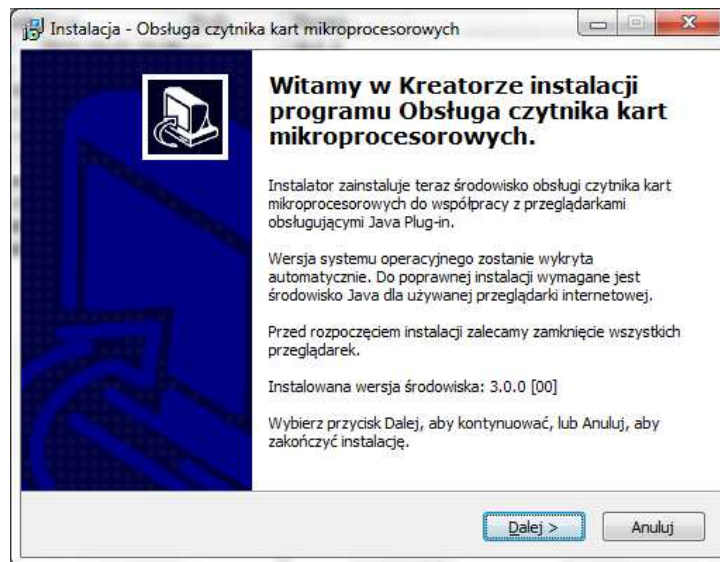 Instalacja - Obsługa czytnika kart mikroprocesorowych
Witamy w Kreatorze instalacji
programu Obsługa czytnika kart
mikroprocesorowych.
Instalator zainstaluje teraz środowisko obsługi czytnika kart
mikroprocesorowych do współpracy z przeglądarkami
obsługującymi Java Plug-in.
Wersja systemu operacyjnego zostanie wykryta
automatycznie. Do poprawnej instalacji wymagane jest
środowisko Java dla używanej przeglądarki internetowej.
Przed rozpoczęciem instalacji zalecamy zamknięcie wszystkich
przeglądarek.
Instalowana wersja środowiska: 3.0.0 [00]
Wybierz przycisk Dalej, aby kontynuować, lub Anuluj, aby
zakończyć instalację.
Dalej >
Anuluj